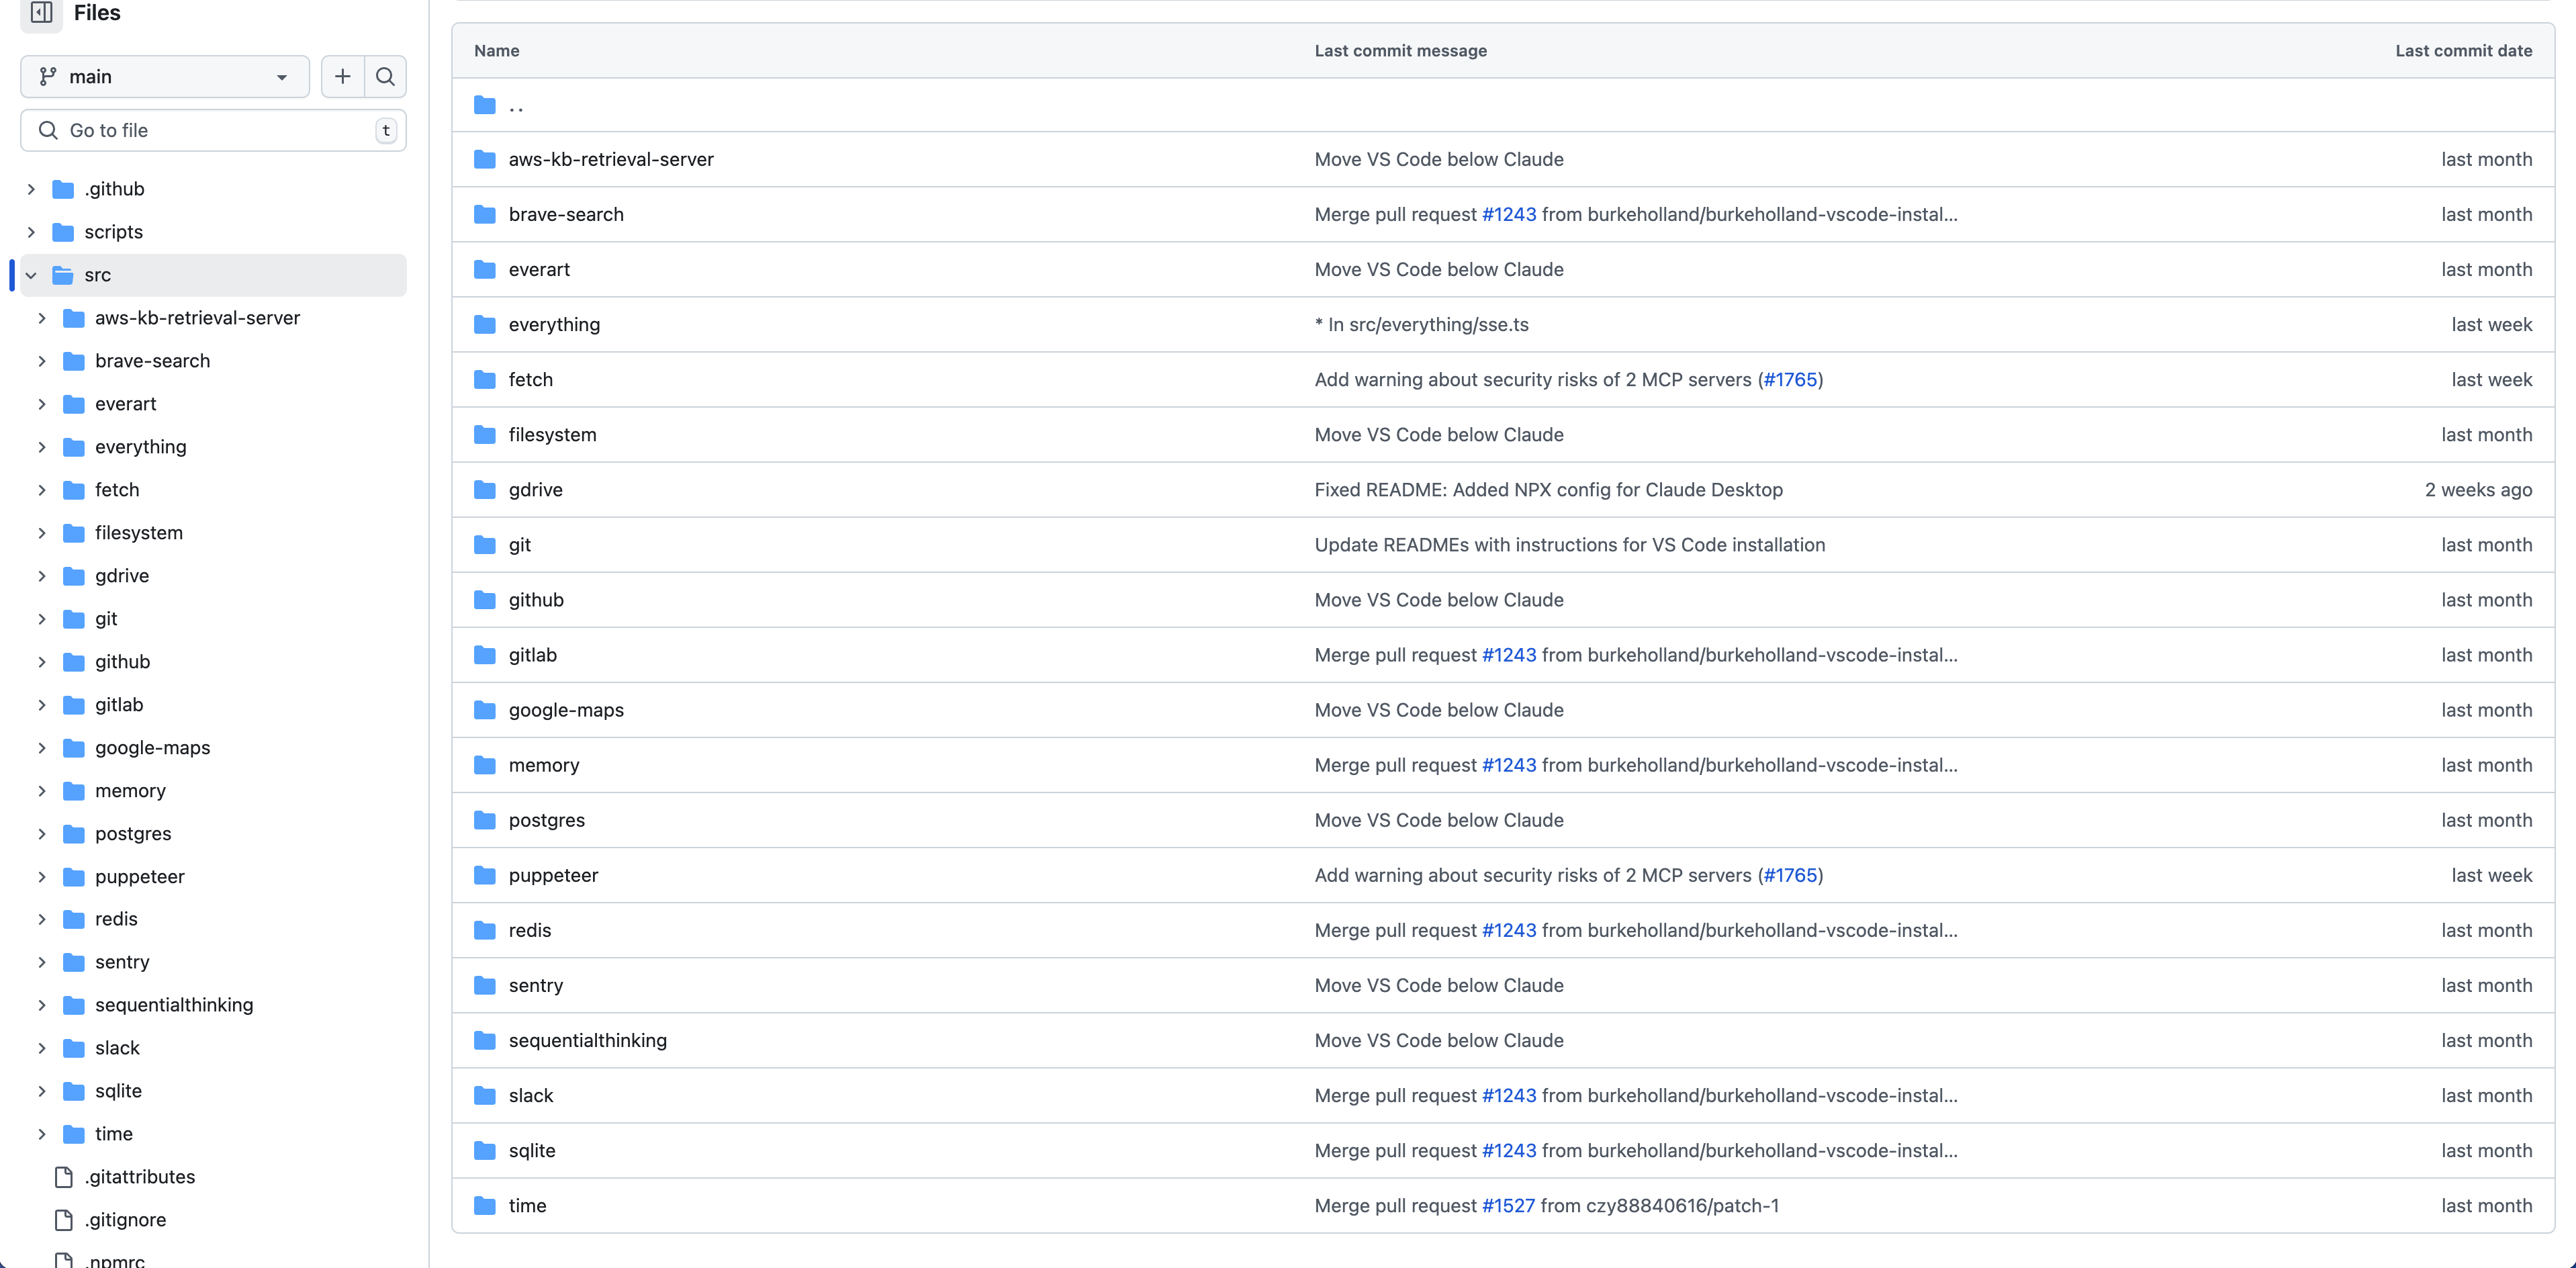 Files
main
Go to file
t
.github
scripts
src
aws-kb-retrieval-server
brave-search
everart
everything
fetch
filesystem
gdrive
git
github
gitlab
google-maps
memory
postgres
puppeteer
redis
sentry
sequentialthinking
slack
sqlite
time
.gitattributes
.gitignore
.npmrc
Name Last commit message Last commit date
..
aws-kb-retrieval-server Move VS Code below Claude last month
brave-search Merge pull request #1243 from burkeholland/burkeholland-vscode-instal... last month
everart Move VS Code below Claude last month
everything * In src/everything/sse.ts last week
fetch Add warning about security risks of 2 MCP servers (#1765) last week
filesystem Move VS Code below Claude last month
gdrive Fixed README: Added NPX config for Claude Desktop 2 weeks ago
git Update READMEs with instructions for VS Code installation last month
github Move VS Code below Claude last month
gitlab Merge pull request #1243 from burkeholland/burkeholland-vscode-instal... last month
google-maps Move VS Code below Claude last month
memory Merge pull request #1243 from burkeholland/burkeholland-vscode-instal... last month
postgres Move VS Code below Claude last month
puppeteer Add warning about security risks of 2 MCP servers (#1765) last week
redis Merge pull request #1243 from burkeholland/burkeholland-vscode-instal... last month
sentry Move VS Code below Claude last month
sequentialthinking Move VS Code below Claude last month
slack Merge pull request #1243 from burkeholland/burkeholland-vscode-instal... last month
sqlite Merge pull request #1243 from burkeholland/burkeholland-vscode-instal... last month
time Merge pull request #1527 from czy88840616/patch-1 last month